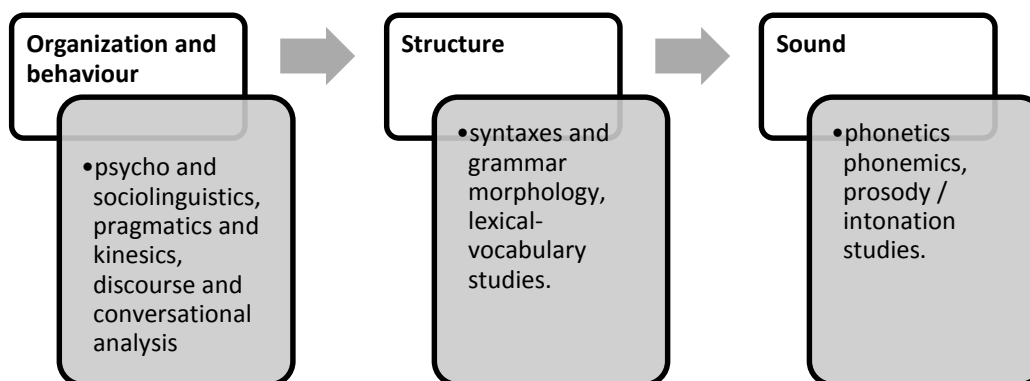 Organization and
behaviour
•psycho and
sociolinguistics,
pragmatics and
kinesics,
discourse and
conversational
analysis
Structure
•syntaxes and
grammar
morphology,
lexical-
vocabulary
studies.
Sound
•phonetics
phonemics,
prosody /
intonation
studies.